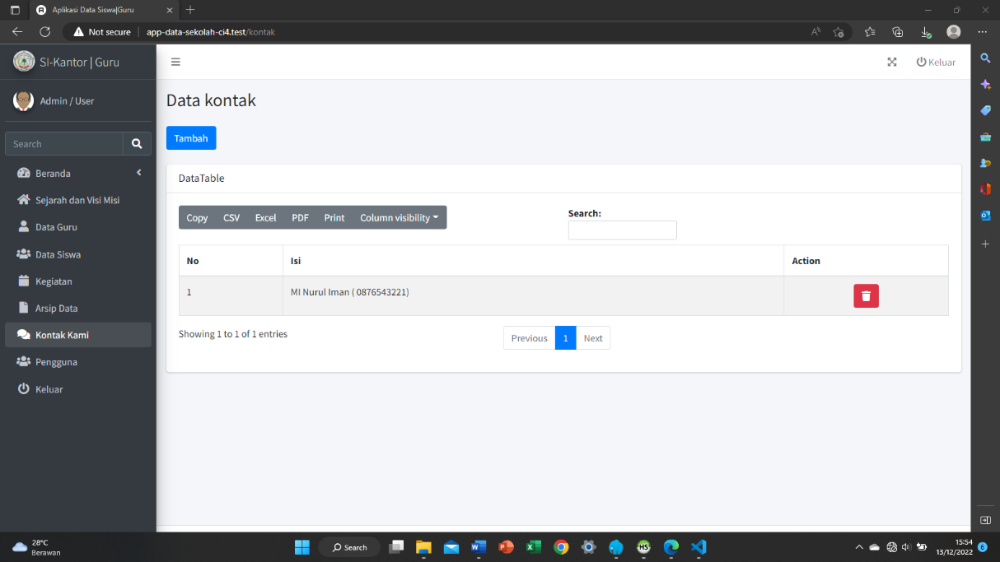 Aplikasi Data Siswa|Guru
Not secure
app-data-sekolah-ci4.test/kontak
SI-Kantor | Guru
Keluar
Admin / User
Data kontak
Tambah
Search
Beranda
Sejarah dan Visi Misi
Data Guru
Data Siswa
Kegiatan
Arsip Data
Kontak Kami
Pengguna
Keluar
DataTable
Copy CSV Excel PDF Print Column visibility
Search:
No Isi Action
1 MI Nurul Iman ( 0876543221)
Showing 1 to 1 of 1 entries
Previous 1 Next
28°C
Berawan
Search
15:54
13/12/2022
6